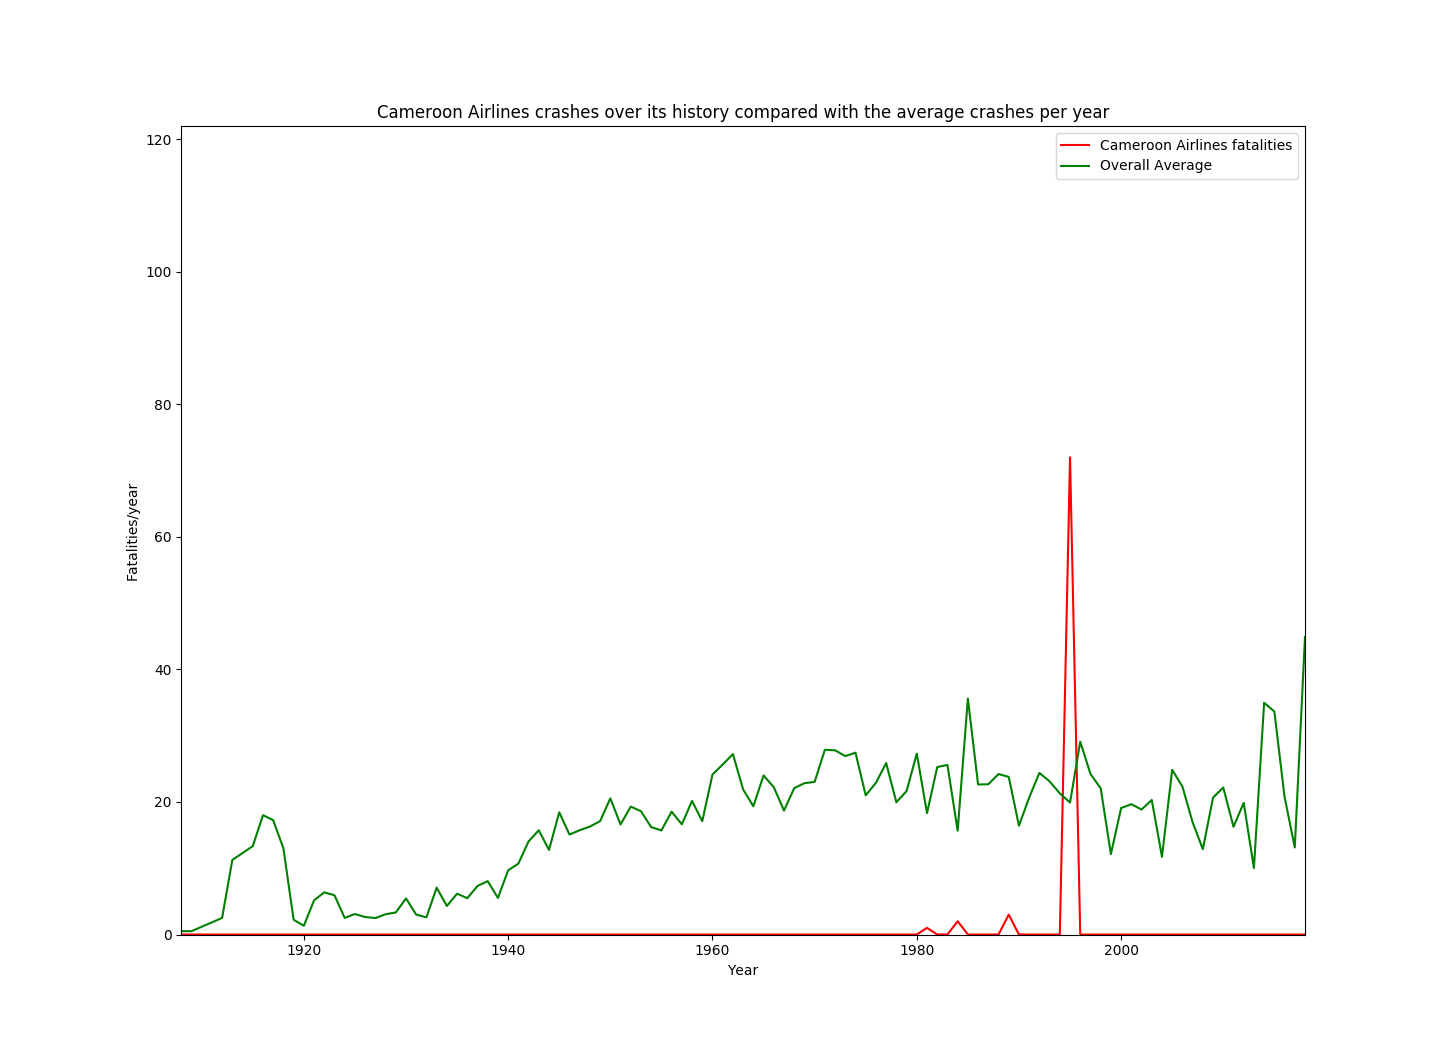 Cameroon Airlines crashes over its history compared with the average crashes per year
Cameroon Airlines fatalities
Overall Average
120
100
80
60
40
20
0
Fatalities/year
1920 1940 1960 1980 2000
Year